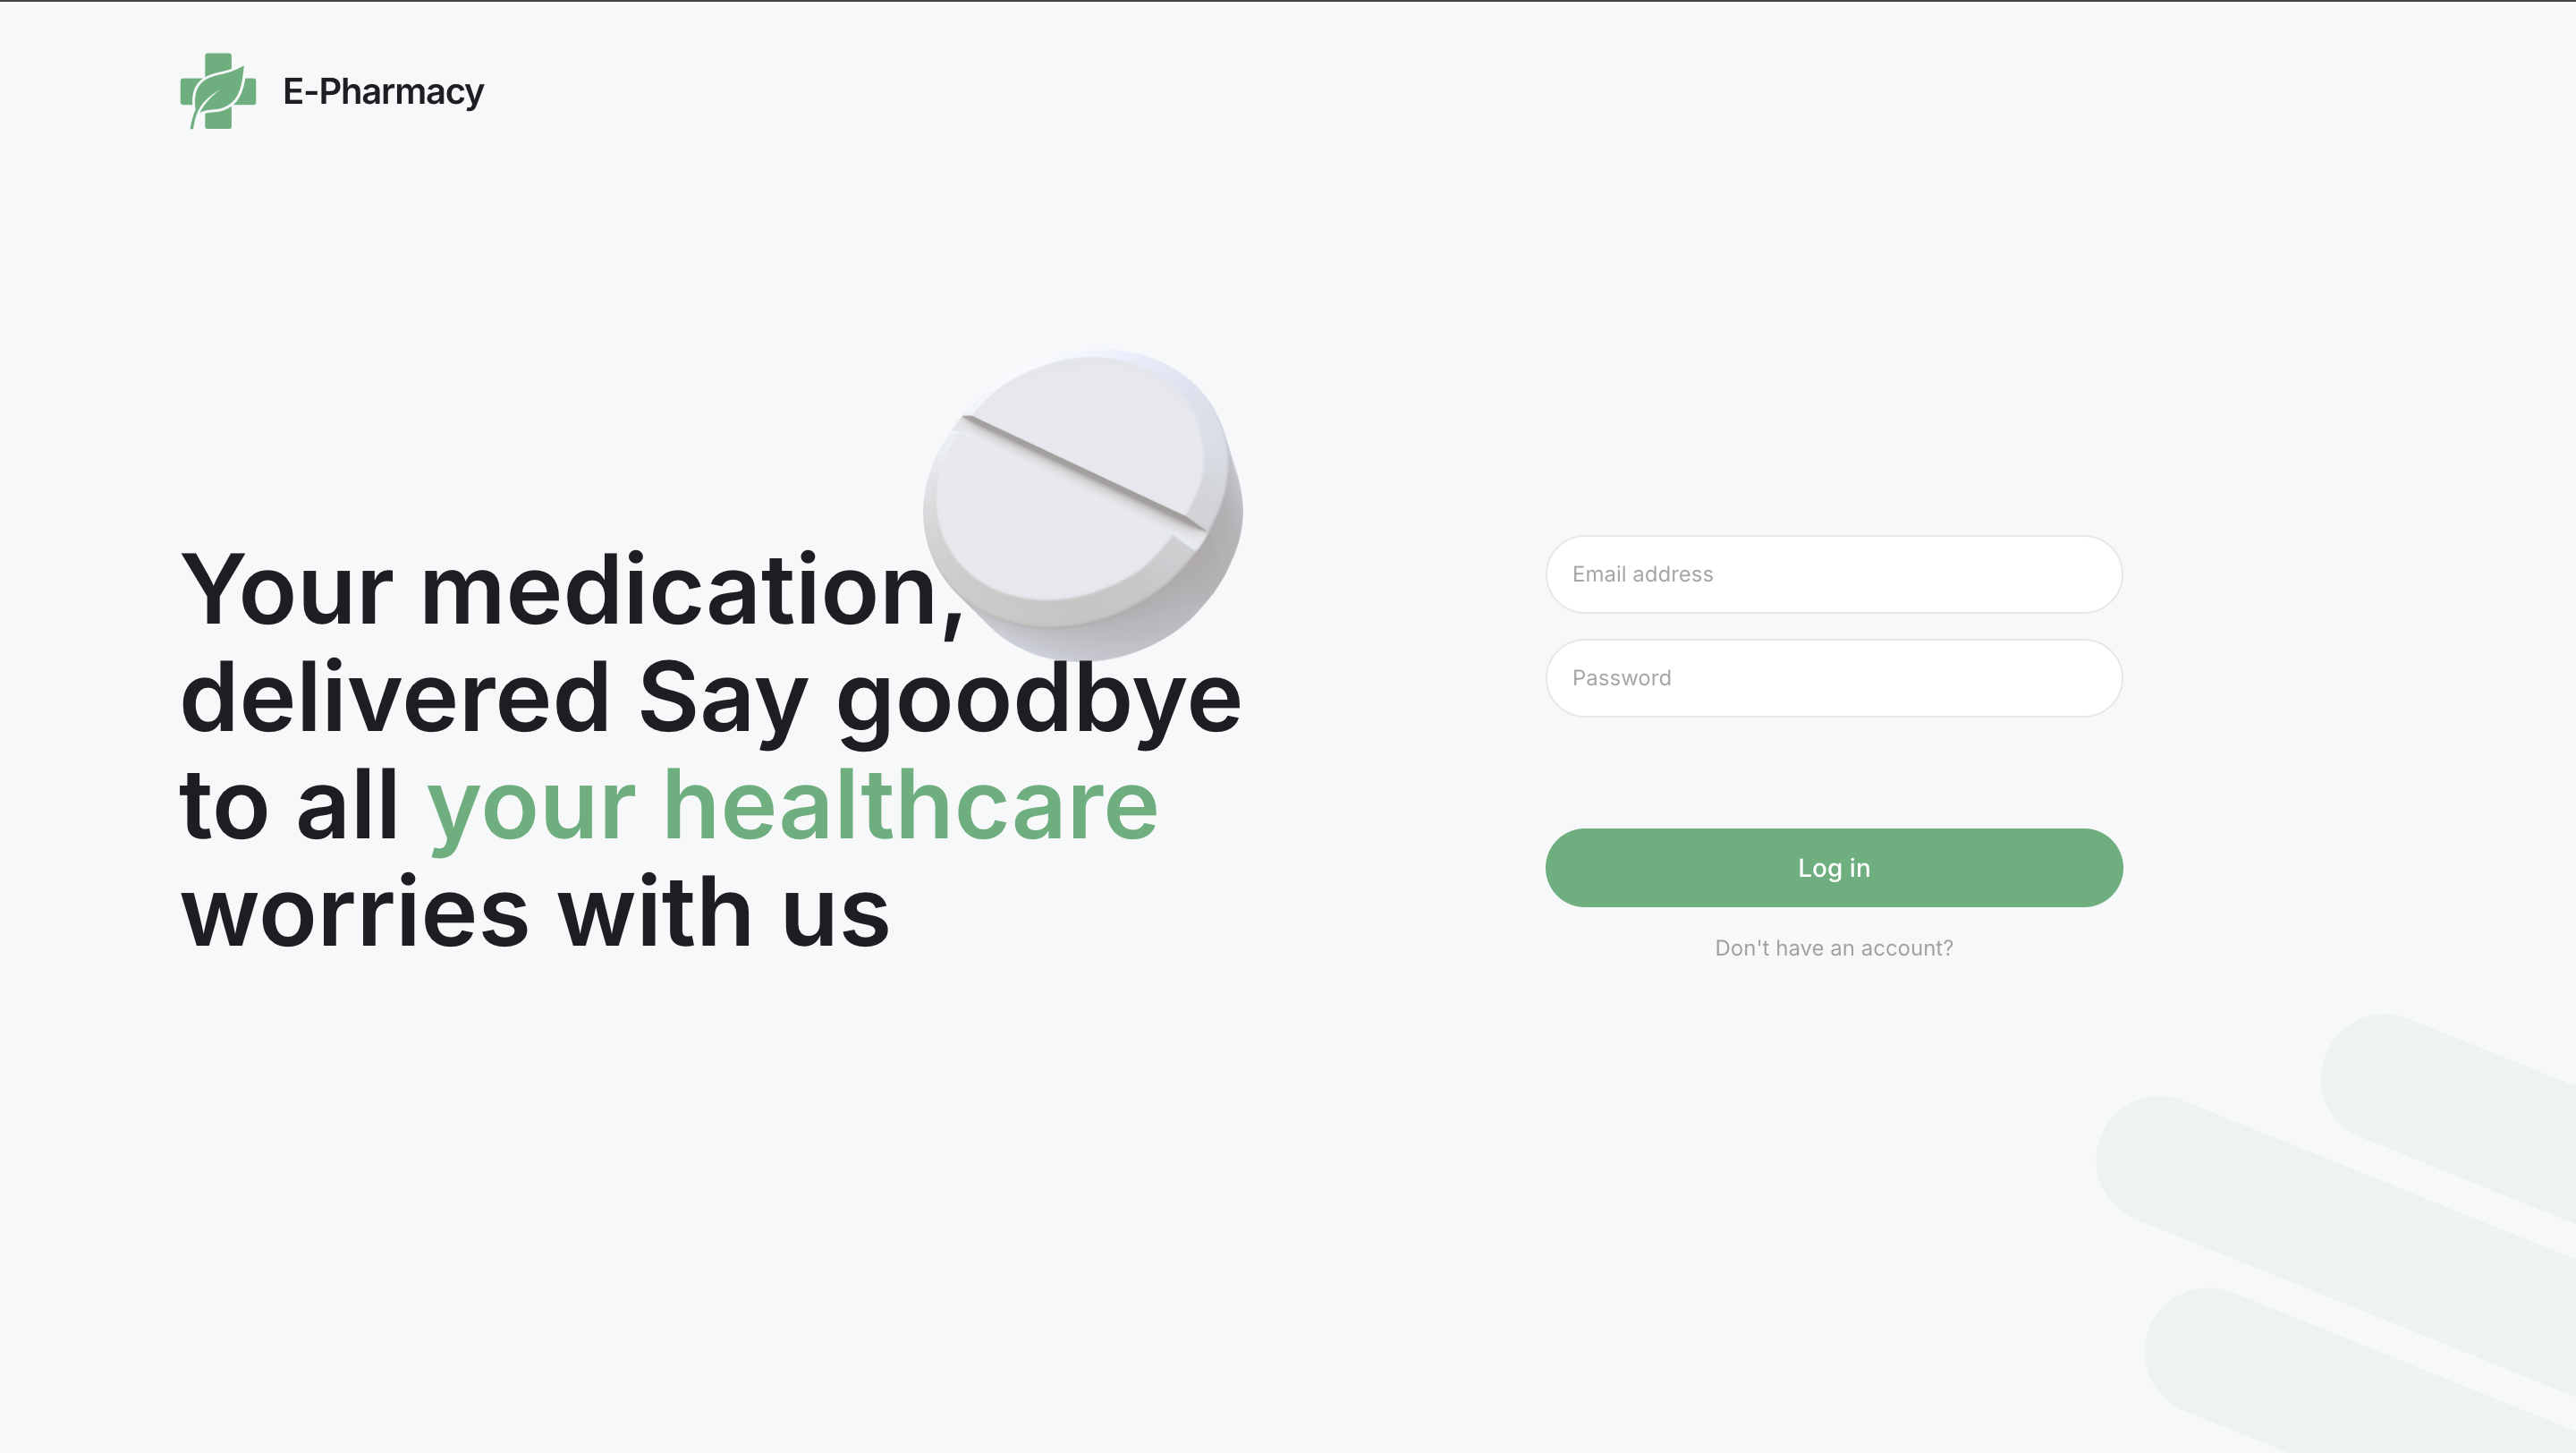 E-Pharmacy
Your medication,
delivered Say goodbye
to all your healthcare
worries with us
Email address
Password
Log in
Don't have an account?